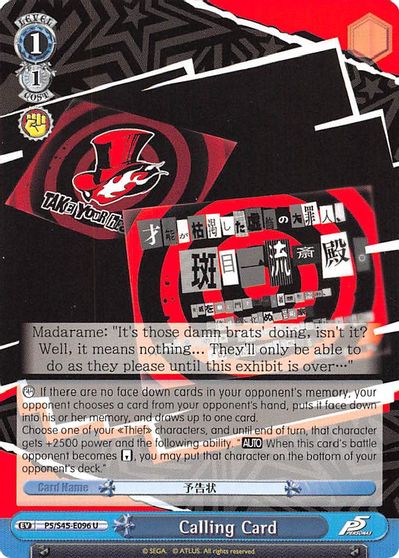 LEVEL
1
1
COST
TAKE YOUR HEART
才能が枯渇した虚飾の大罪人、
斑目一流斎殿
Madarame: "It's those damn brats' doing, isn't it?
Well, it means nothing... They'll only be able to
do as they please until this exhibit is over…"
If there are no face down cards in your opponent's memory, your
opponent chooses a card from your opponent's hand, puts it face down
into his or her memory, and draws up to one card.
Choose one of your «Thief» characters, and until end of turn, that character
gets +2500 power and the following ability. "AUTO When this card's battle
opponent becomes , you may put that character on the bottom of your
opponent's deck."
Card Name 予告状
EV P5/S45-E096 U Calling Card P5 PERSONA5
© SEGA. © ATLUS. All rights reserved.